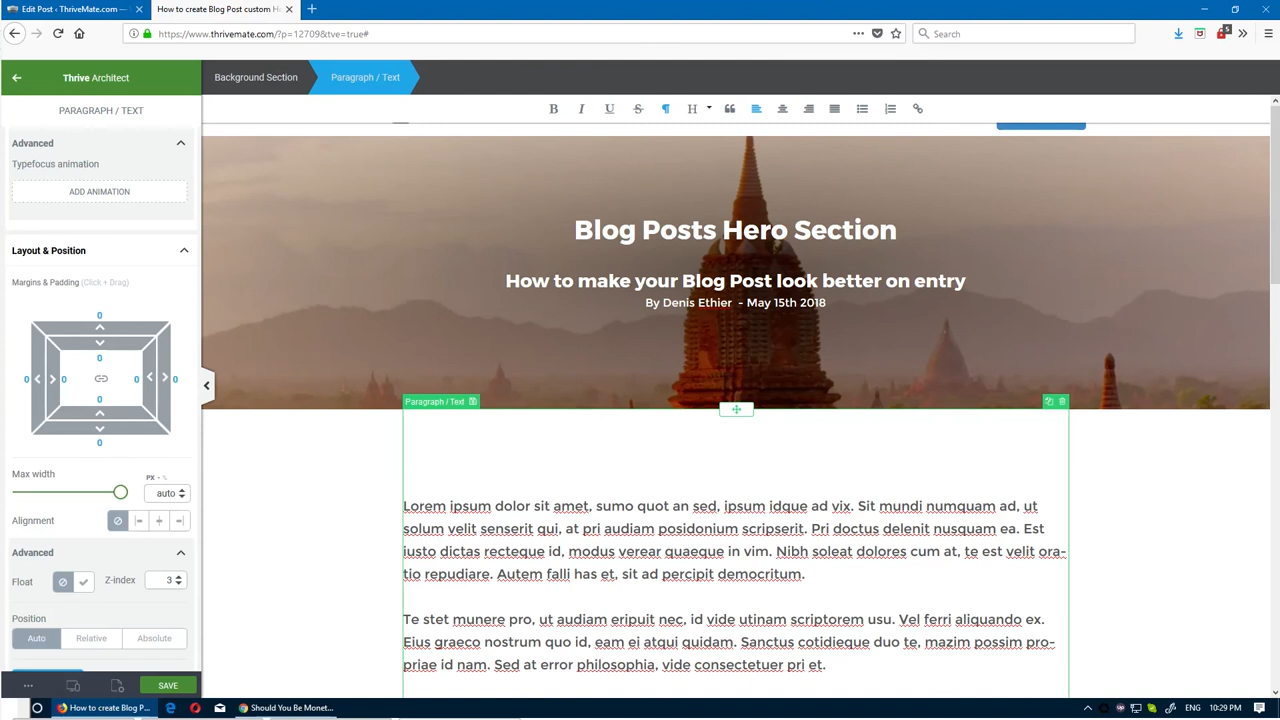 Edit Post ‹ ThriveMate.com —
How to create Blog Post custom H
https://www.thrivemate.com/?p=12709&tve=true#
Search
5
Thrive Architect
Background Section
Paragraph / Text
PARAGRAPH / TEXT
B I U S ¶ H
Advanced
Typefocus animation
ADD ANIMATION
Layout & Position
Margins & Padding (Click + Drag)
0
0
0 0 0 0
0
0
Max width
PX - %
auto
Alignment
Advanced
Float
Z-index
3
Position
Auto
Relative
Absolute
SAVE
Blog Posts Hero Section
How to make your Blog Post look better on entry
By Denis Ethier - May 15th 2018
Paragraph / Text
Lorem ipsum dolor sit amet, sumo quot an sed, ipsum idque ad vix. Sit mundi numquam ad, ut
solum velit senserit qui, at pri audiam posidonium scripserit. Pri doctus delenit nusquam ea. Est
iusto dictas recteque id, modus verear quaeque in vim. Nibh soleat dolores cum at, te est velit ora-
tio repudiare. Autem falli has et, sit ad percipit democritum.
Te stet munere pro, ut audiam eripuit nec, id vide utinam scriptorem usu. Vel ferri aliquando ex.
Eius graeco nostrum quo id, eam ei atqui quidam. Sanctus cotidieque duo te, mazim possim pro-
priae id nam. Sed at error philosophia, vide consectetuer pri et.
How to create Blog P...
Should You Be Monet...
ENG
10:29 PM